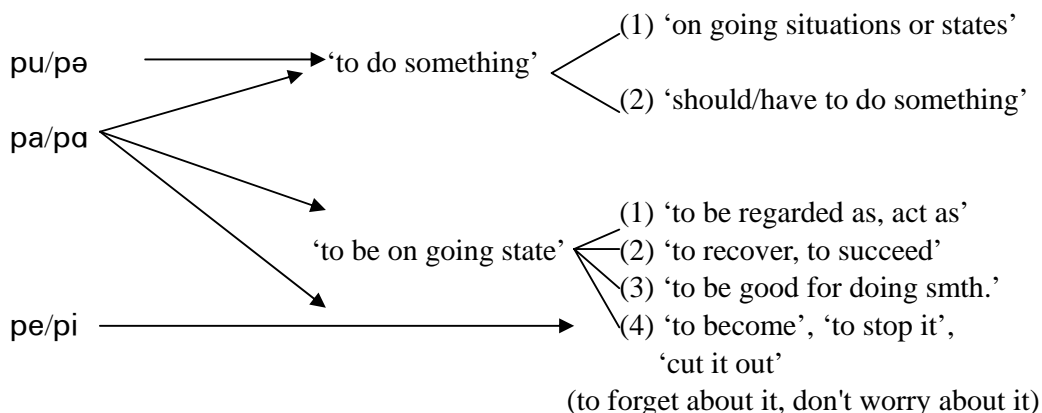 (1) ‘on going situations or states’
pu/pə ‘to do something’
(2) ‘should/have to do something’
pa/pɑ
(1) ‘to be regarded as, act as’
‘to be on going state’ (2) ‘to recover, to succeed’
(3) ‘to be good for doing smth.’
pe/pi (4) ‘to become’, ‘to stop it’,
‘cut it out’
(to forget about it, don't worry about it)